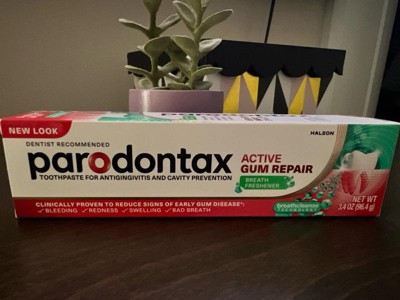 NEW LOOK
HALEON
DENTIST RECOMMENDED
parodontax
TOOTHPASTE FOR ANTIGINGIVITIS AND CAVITY PREVENTION
ACTIVE
GUM REPAIR
BREATH
FRESHENER
CLINICALLY PROVEN TO REDUCE SIGNS OF EARLY GUM DISEASE*:
✓BLEEDING ✓REDNESS ✓SWELLING ✓BAD BREATH
breathcleanse
TECHNOLOGY
NET WT
3.4 OZ (96.4 g)